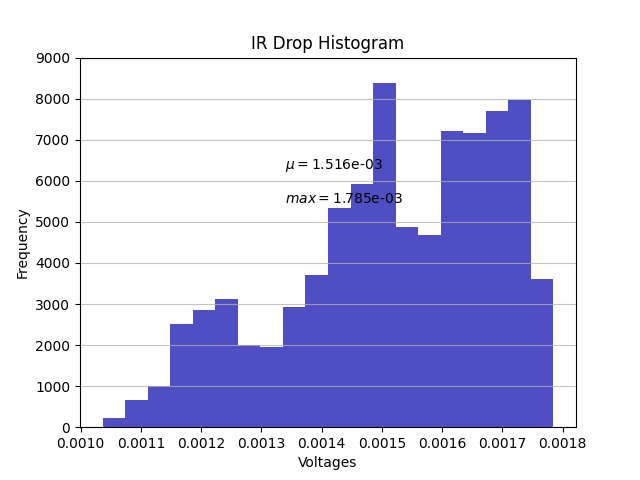 IR Drop Histogram
9000
8000
7000
6000
5000
4000
3000
2000
1000
0
Frequency
μ = 1.516e-03
max = 1.785e-03
0.0010 0.0011 0.0012 0.0013 0.0014 0.0015 0.0016 0.0017 0.0018
Voltages